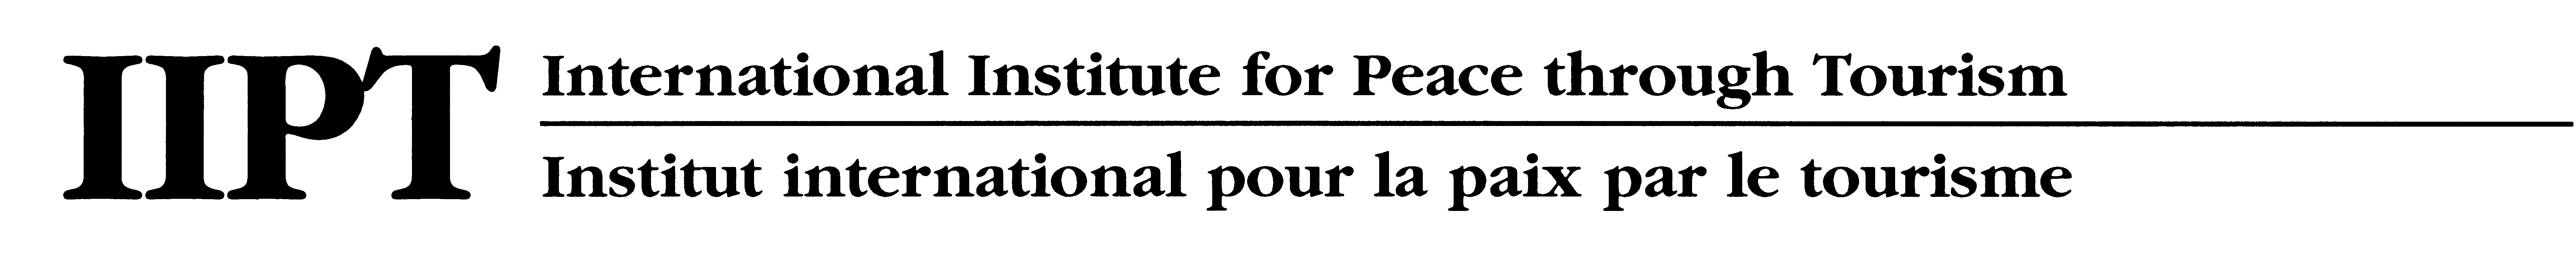 IIPT
International Institute for Peace through Tourism
Institut international pour la paix par le tourisme